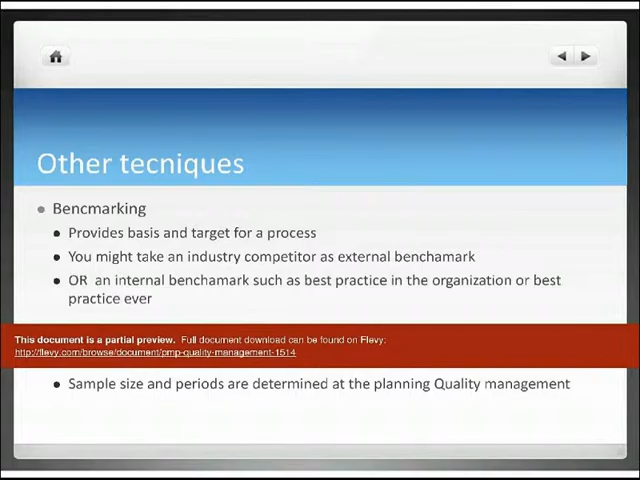 Other tecniques
Bencmarking
Provides basis and target for a process
You might take an industry competitor as external benchamark
OR an internal benchamark such as best practice in the organization or best
practice ever
This document is a partial preview. Full document download can be found on Flevy:
http://flevy.com/browse/document/pmp-quality-management-1514
Sample size and periods are determined at the planning Quality management